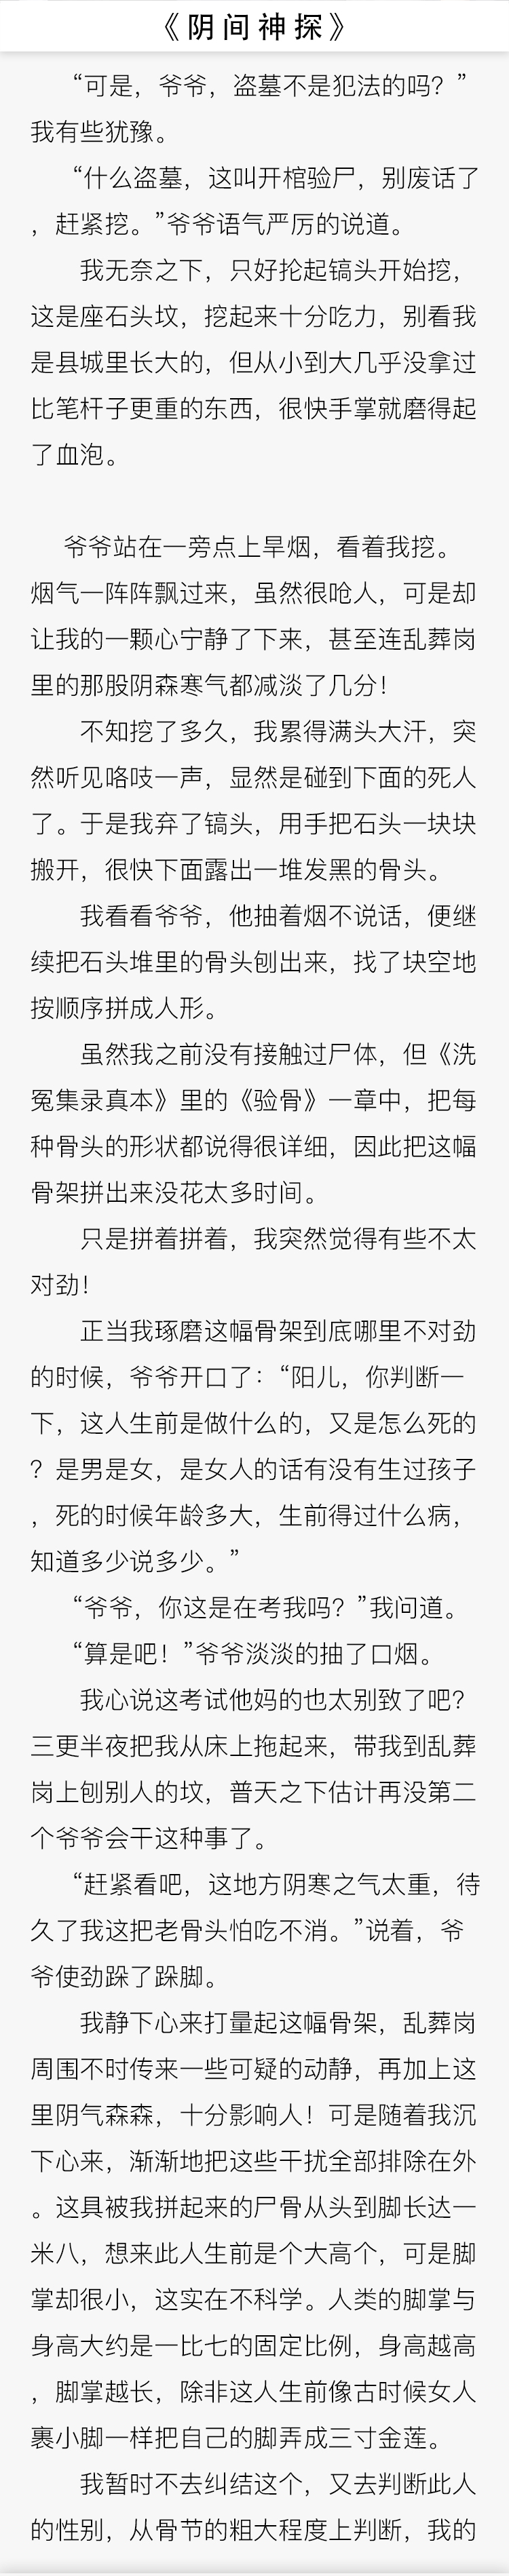 《阴间神探》
“可是，爷爷，盗墓不是犯法的吗？”
我有些犹豫。
“什么盗墓，这叫开棺验尸，别废话了
，赶紧挖。”爷爷语气严厉的说道。
我无奈之下，只好抡起镐头开始挖，
这是座石头坟，挖起来十分吃力，别看我
是县城里长大的，但从小到大几乎没拿过
比笔杆子更重的东西，很快手掌就磨得起
了血泡。
爷爷站在一旁点上旱烟，看着我挖。
烟气一阵阵飘过来，虽然很呛人，可是却
让我的一颗心宁静了下来，甚至连乱葬岗
里的那股阴森寒气都减淡了几分！
不知挖了多久，我累得满头大汗，突
然听见咯吱一声，显然是碰到下面的死人
了。于是我弃了镐头，用手把石头一块块
搬开，很快下面露出一堆发黑的骨头。
我看看爷爷，他抽着烟不说话，便继
续把石头堆里的骨头刨出来，找了块空地
按顺序拼成人形。
虽然我之前没有接触过尸体，但《洗
冤集录真本》里的《验骨》一章中，把每
种骨头的形状都说得很详细，因此把这幅
骨架拼出来没花太多时间。
只是拼着拼着，我突然觉得有些不太
对劲！
正当我琢磨这幅骨架到底哪里不对劲
的时候，爷爷开口了：“阳儿，你判断一
下，这人生前是做什么的，又是怎么死的
？是男是女，是女人的话有没有生过孩子
，死的时候年龄多大，生前得过什么病，
知道多少说多少。”
“爷爷，你这是在考我吗？”我问道。
“算是吧！”爷爷淡淡的抽了口烟。
我心说这考试他妈的也太别致了吧？
三更半夜把我从床上拖起来，带我到乱葬
岗上刨别人的坟，普天之下估计再没第二
个爷爷会干这种事了。
“赶紧看吧，这地方阴寒之气太重，待
久了我这把老骨头怕吃不消。”说着，爷
爷使劲跺了跺脚。
我静下心来打量起这幅骨架，乱葬岗
周围不时传来一些可疑的动静，再加上这
里阴气森森，十分影响人！可是随着我沉
下心来，渐渐地把这些干扰全部排除在外
。这具被我拼起来的尸骨从头到脚长达一
米八，想来此人生前是个大高个，可是脚
掌却很小，这实在不科学。人类的脚掌与
身高大约是一比七的固定比例，身高越高
，脚掌越长，除非这人生前像古时候女人
裹小脚一样把自己的脚弄成三寸金莲。
我暂时不去纠结这个，又去判断此人
的性别，从骨节的粗大程度上判断，我的